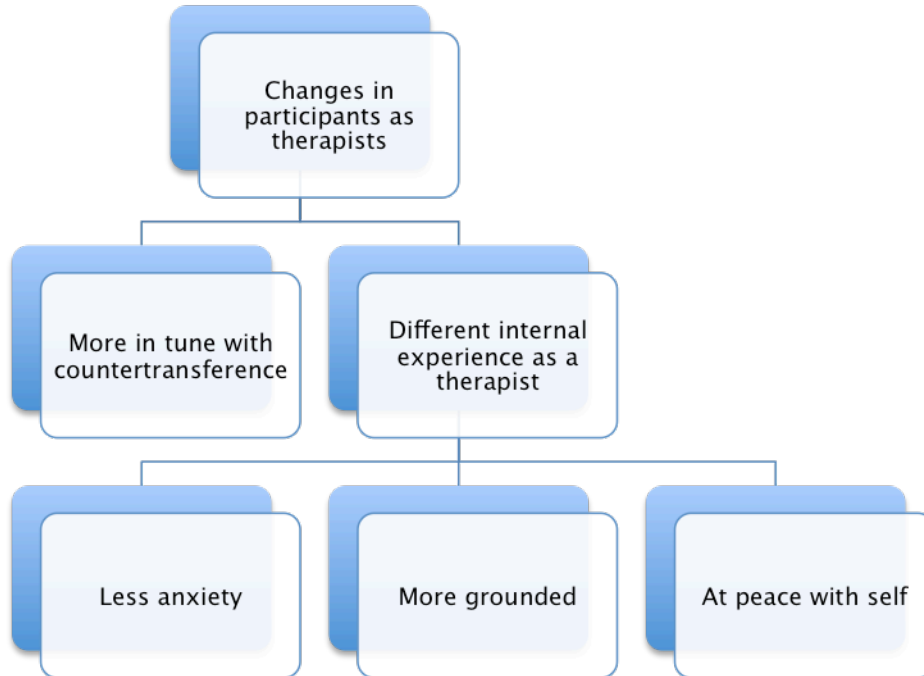 Changes in
participants as
therapists
More in tune with
countertransference
Different internal
experience as a
therapist
Less anxiety
More grounded
At peace with self